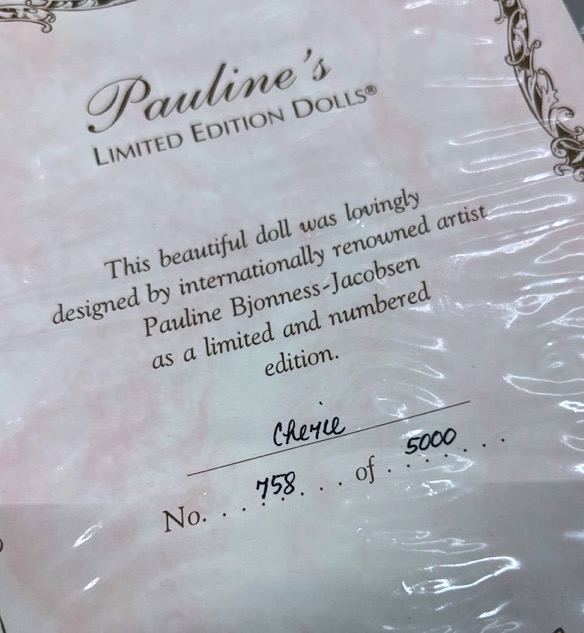 Pauline's
LIMITED EDITION DOLLS®
This beautiful doll was lovingly
designed by internationally renowned artist
Pauline Bjonness-Jacobsen
as a limited and numbered
edition.
Cherie
No. . . . 758. . . . of . 5000 . . .